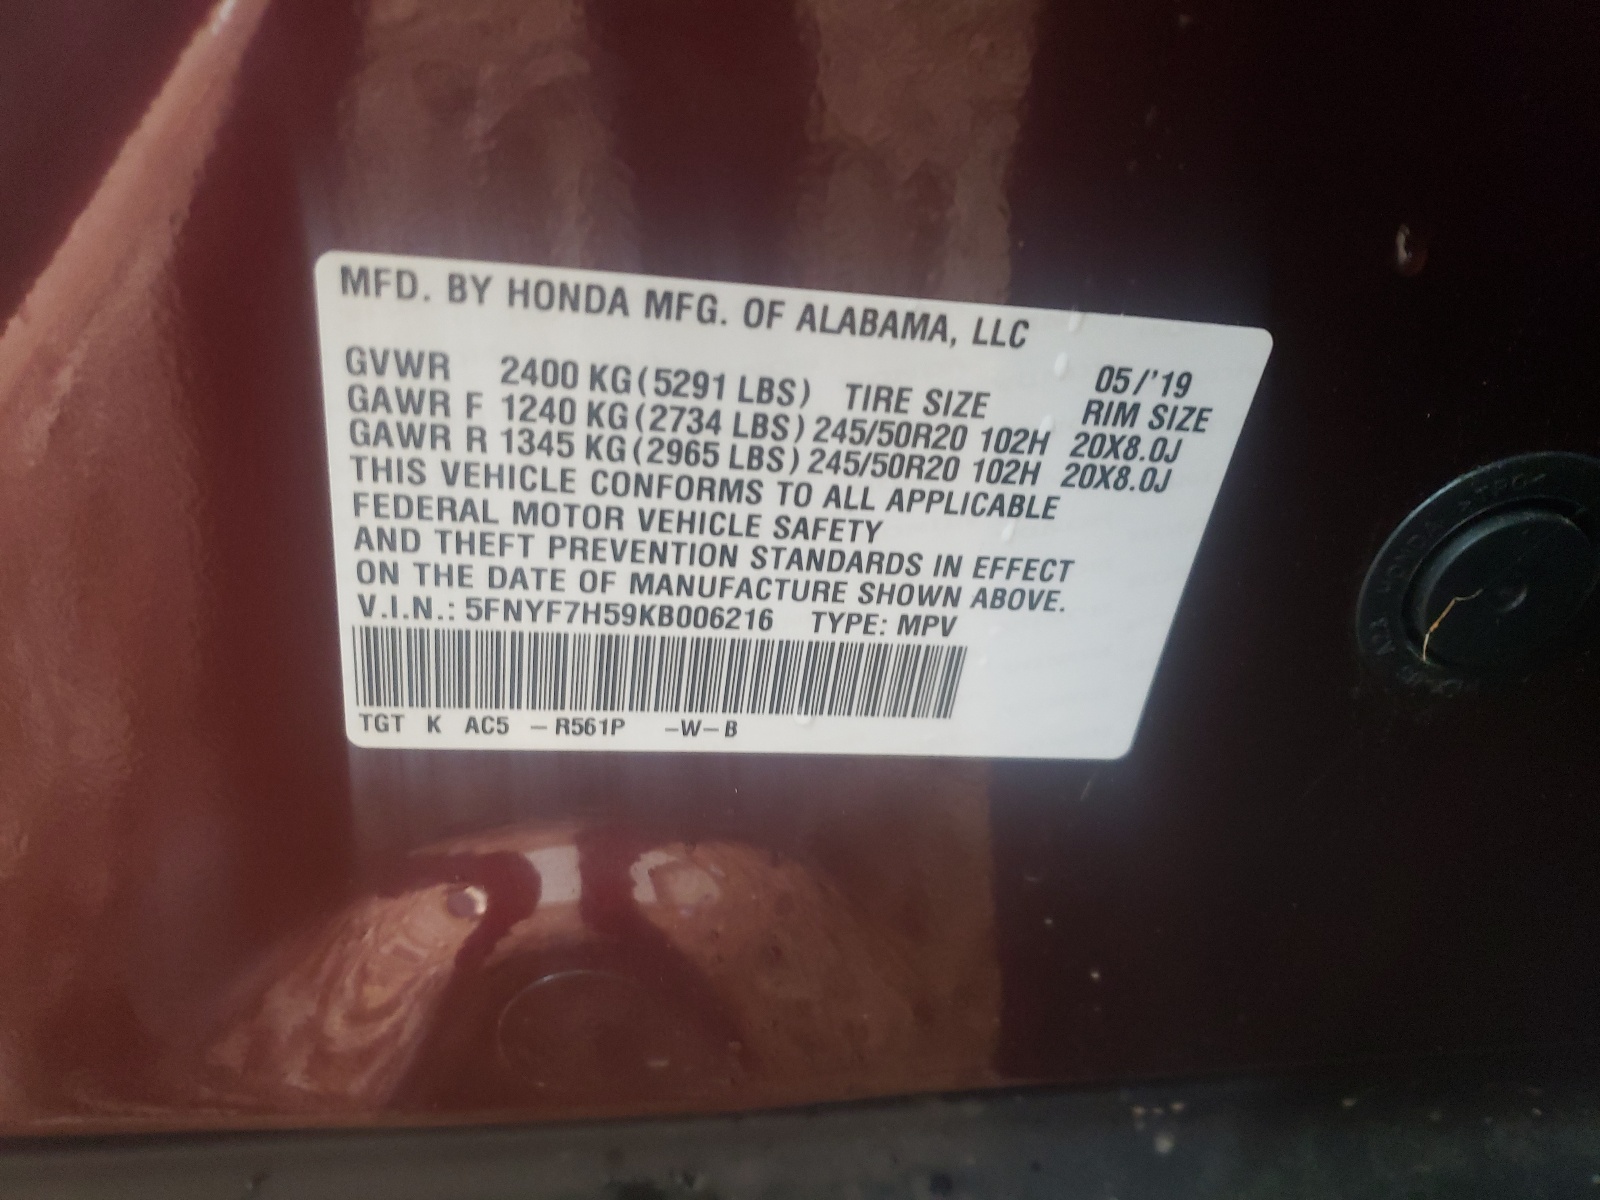 MFD. BY HONDA MFG. OF ALABAMA, LLC
05/'19
GVWR 2400 KG (5291 LBS) TIRE SIZE RIM SIZE
GAWR F 1240 KG (2734 LBS) 245/50R20 102H 20X8.0J
GAWR R 1345 KG (2965 LBS) 245/50R20 102H 20X8.0J
THIS VEHICLE CONFORMS TO ALL APPLICABLE
FEDERAL MOTOR VEHICLE SAFETY
AND THEFT PREVENTION STANDARDS IN EFFECT
ON THE DATE OF MANUFACTURE SHOWN ABOVE.
V.I.N.: 5FNYF7H59KB006216 TYPE: MPV
TGT K AC5 – R561P –W–B
HONDA